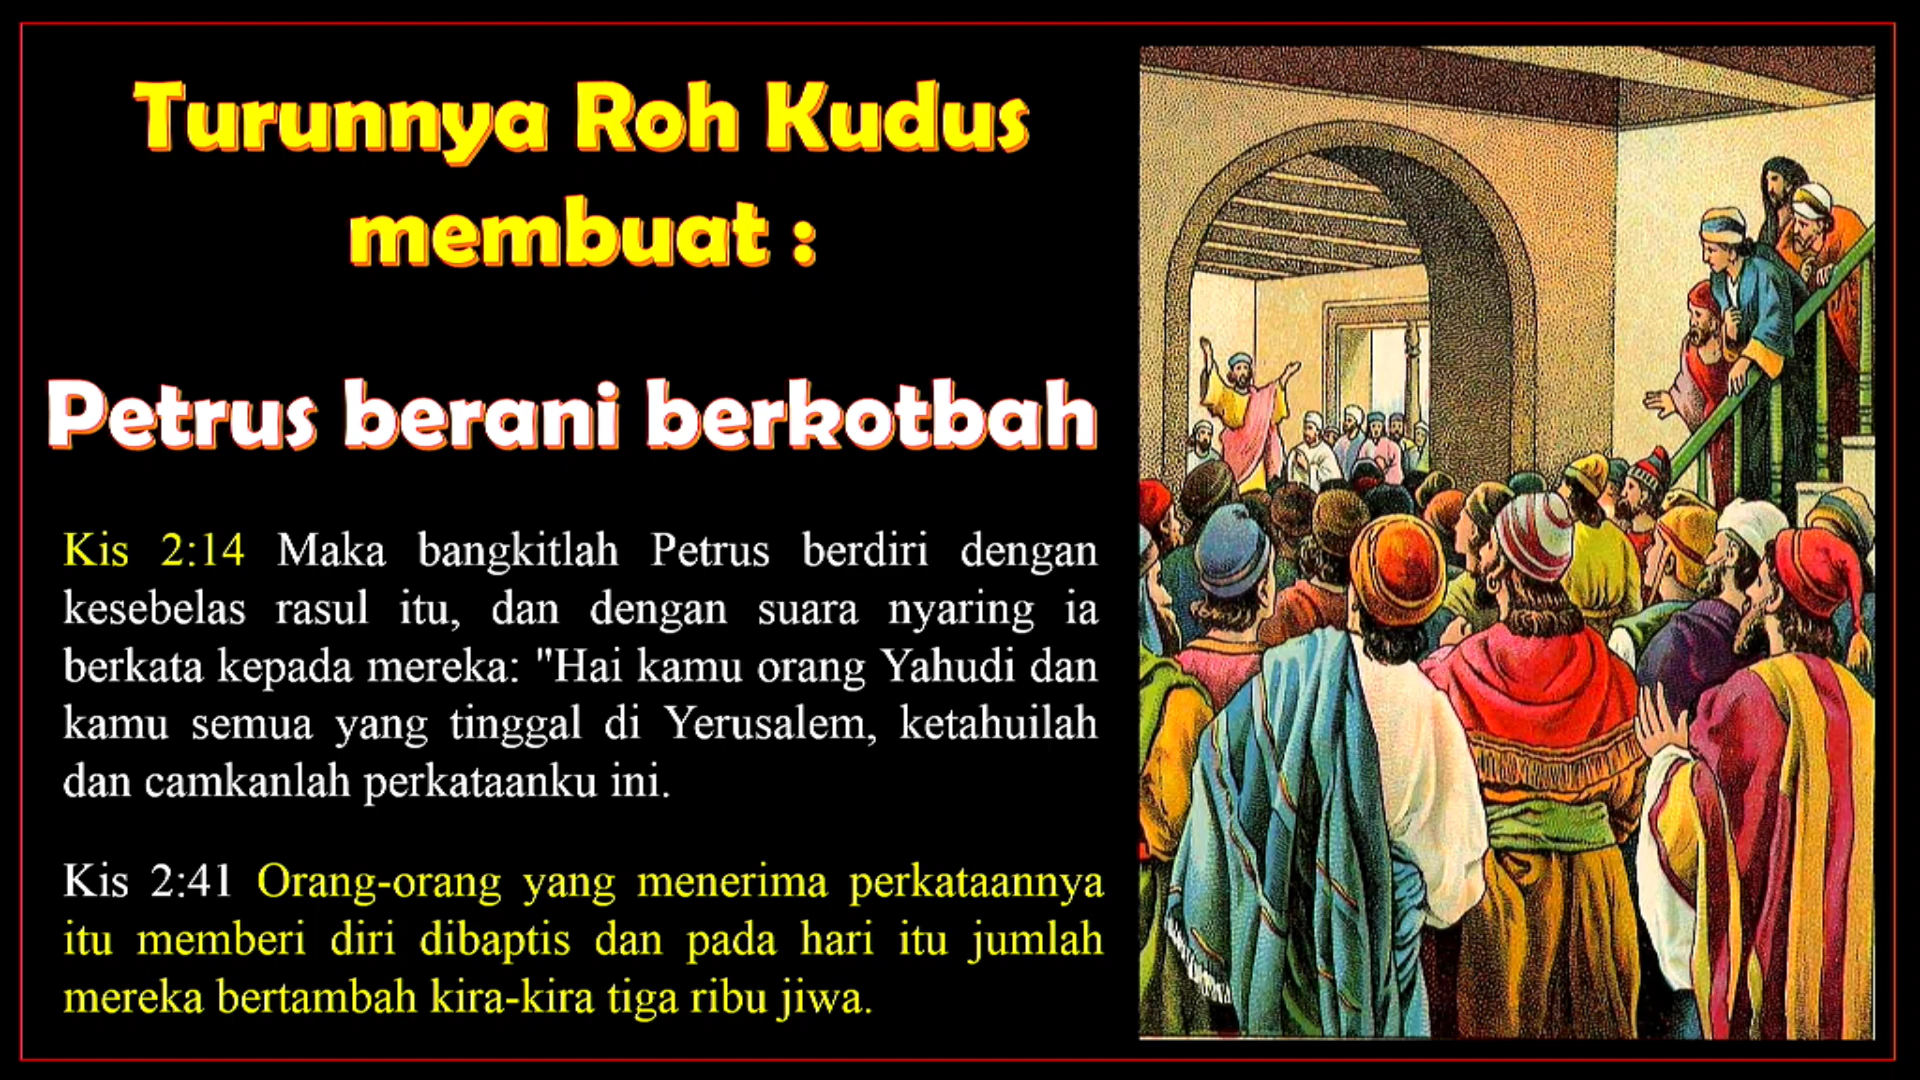 Turunnya Roh Kudus
membuat :
Petrus berani berkotbah
Kis 2:14 Maka bangkitlah Petrus berdiri dengan
kesebelas rasul itu, dan dengan suara nyaring ia
berkata kepada mereka: "Hai kamu orang Yahudi dan
kamu semua yang tinggal di Yerusalem, ketahuilah
dan camkanlah perkataanku ini.
Kis 2:41 Orang-orang yang menerima perkataannya
itu memberi diri dibaptis dan pada hari itu jumlah
mereka bertambah kira-kira tiga ribu jiwa.